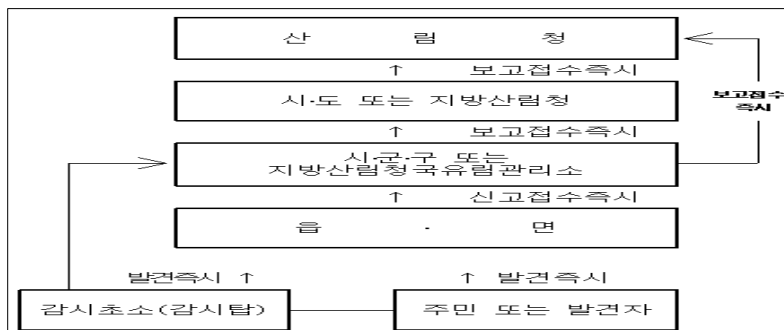 산 림 청
↑ 보고접수즉시
시·도 또는 지방산림청
보고접수
즉시
↑ 보고접수즉시
시·군·구 또는
지방산림청국유림관리소
↑ 신고접수즉시
읍 · 면
발견즉시 ↑
↑ 발견즉시
감시초소(감시탑)
주민 또는 발견자